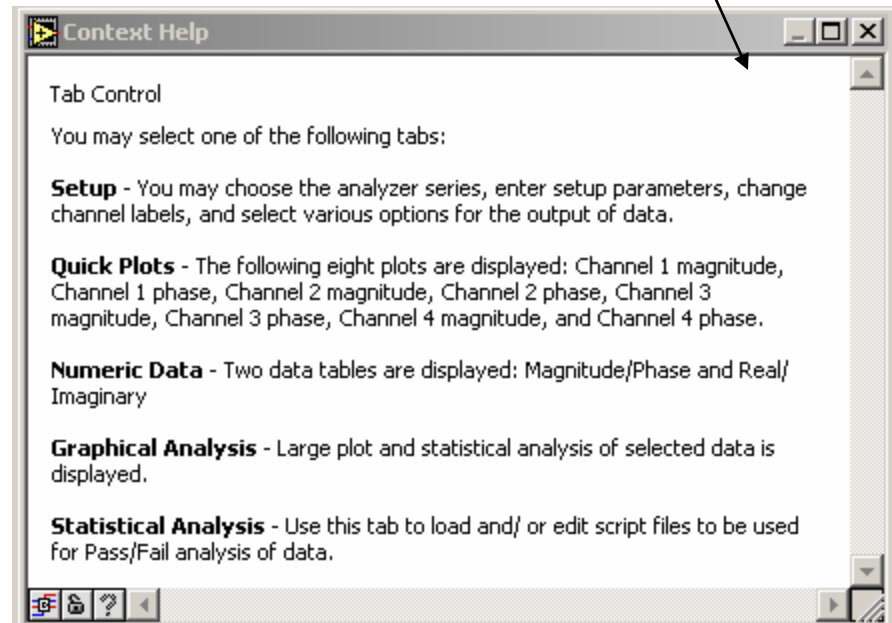 Context Help
Tab Control
You may select one of the following tabs:
Setup - You may choose the analyzer series, enter setup parameters, change
channel labels, and select various options for the output of data.
Quick Plots - The following eight plots are displayed: Channel 1 magnitude,
Channel 1 phase, Channel 2 magnitude, Channel 2 phase, Channel 3
magnitude, Channel 3 phase, Channel 4 magnitude, and Channel 4 phase.
Numeric Data - Two data tables are displayed: Magnitude/Phase and Real/
Imaginary
Graphical Analysis - Large plot and statistical analysis of selected data is
displayed.
Statistical Analysis - Use this tab to load and/ or edit script files to be used
for Pass/Fail analysis of data.
?